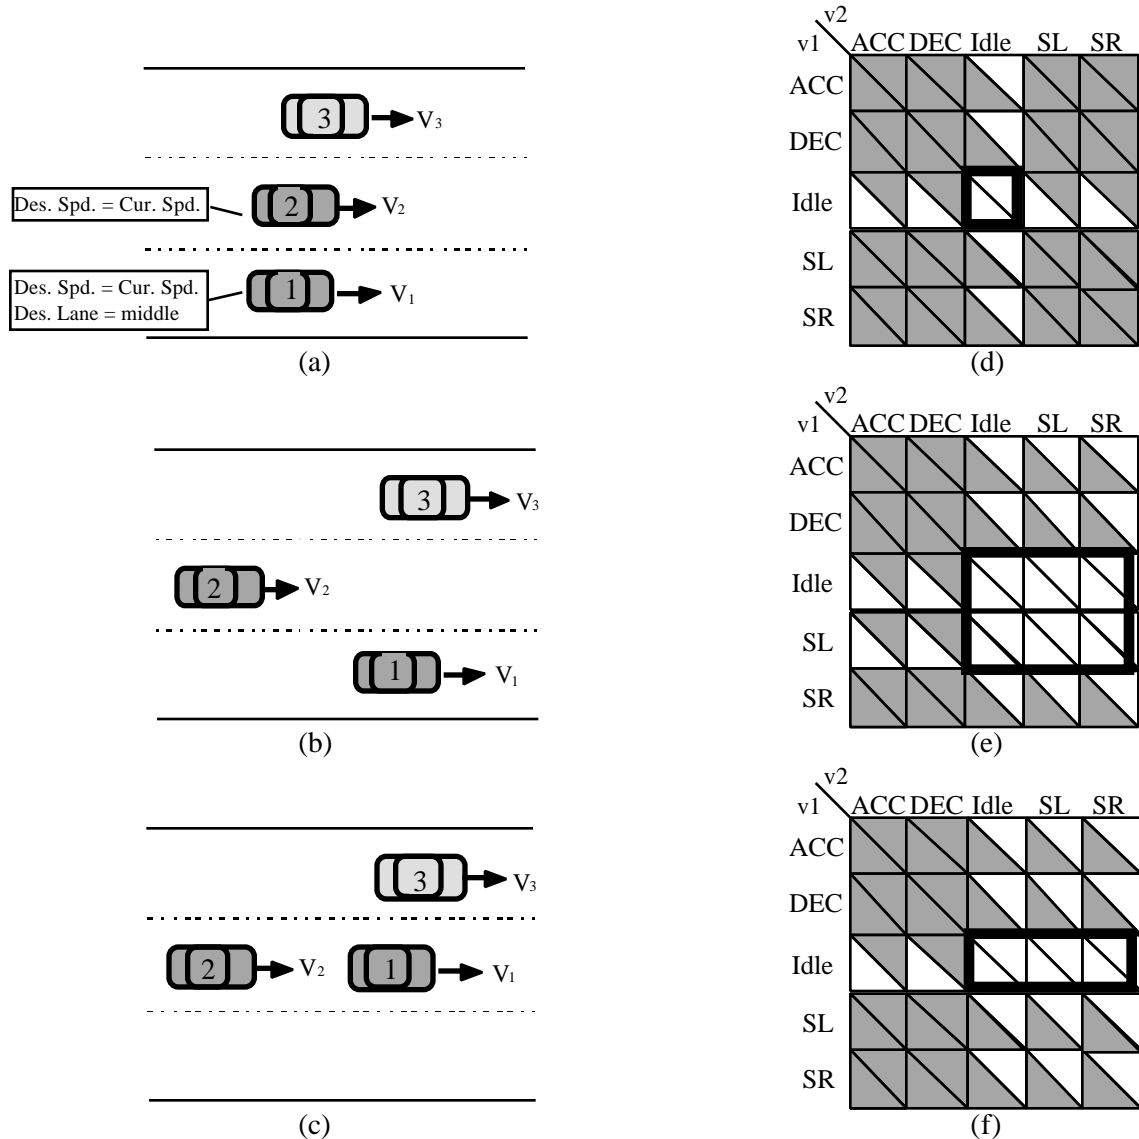 3
V3
Des. Spd. = Cur. Spd.
2
V2
Des. Spd. = Cur. Spd.
Des. Lane = middle
1
V1
(a)
v2
v1
ACC DEC Idle SL SR
ACC
DEC
Idle
SL
SR
(d)
3
V3
2
V2
1
V1
(b)
v2
v1
ACC DEC Idle SL SR
ACC
DEC
Idle
SL
SR
(e)
3
V3
2
V2
1
V1
(c)
v2
v1
ACC DEC Idle SL SR
ACC
DEC
Idle
SL
SR
(f)